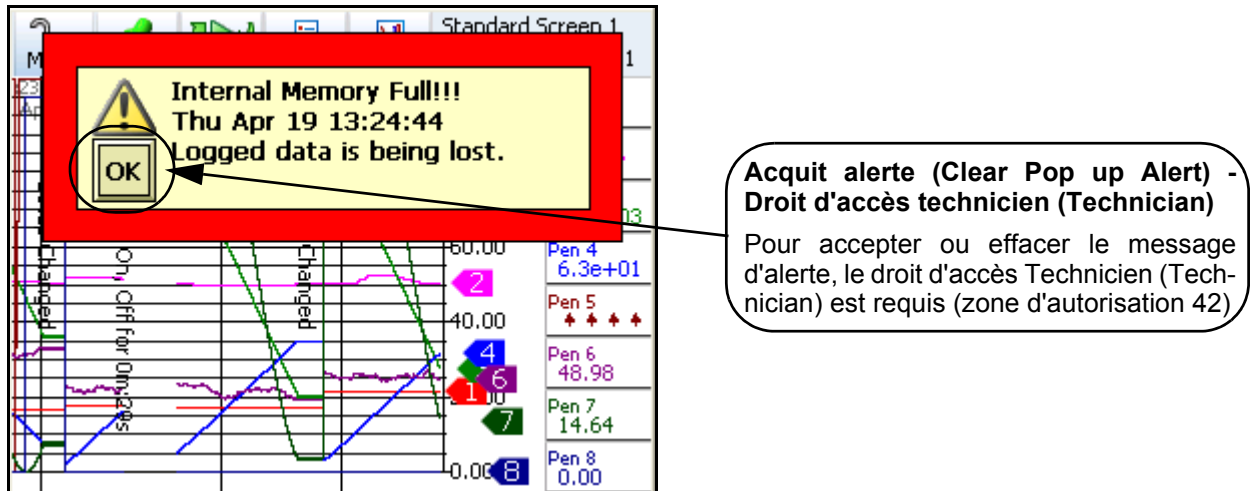 Standard Screen 1
M
1
23
Internal Memory Full!!!
Thu Apr 19 13:24:44
Logged data is being lost.
OK
03
Changed
On
Off for 0m:29s
Changed
60.00
40.00
0.00
2
4
6
1
7
8
Pen 4
6.3e+01
Pen 5
Pen 6
48.98
Pen 7
14.64
Pen 8
0.00
Acquit alerte (Clear Pop up Alert) -
Droit d'accès technicien (Technician)
Pour accepter ou effacer le message
d'alerte, le droit d'accès Technicien (Tech-
nician) est requis (zone d'autorisation 42)